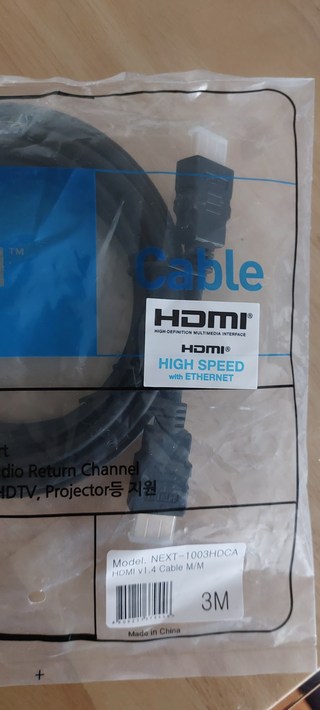 ™
Cable
HDMI®
HIGH-DEFINITION MULTIMEDIA INTERFACE
HDMI®
HIGH SPEED
with ETHERNET
Return Channel
HDTV, Projector등 지원
Model. NEXT-1003HDCA
HDMI v1.4 Cable M/M
3M
Made in China